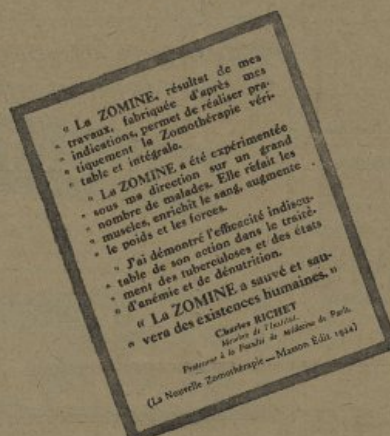 « La ZOMINE, résultat de mes
« travaux, fabriquée d'après mes
« indications, permet de réaliser pra-
« tiquement la Zomothérapie véri-
« table et intégrale.
« La ZOMINE a été expérimentée
« sous ma direction sur un grand
« nombre de malades. Elle refait les
« muscles, enrichit le sang, augmente
« le poids et les forces.
« J'ai démontré l'efficacité indiscu-
« table de son action dans le traite-
« ment des tuberculoses et des états
« d'anémie et de dénutrition.
« La ZOMINE a sauvé et sau-
« vera des existences humaines. »
Charles RICHET
Membre de l'Institut.
Professeur à la Faculté de médecine de Paris.
(La Nouvelle Zomothérapie — Masson Édit. 1924)